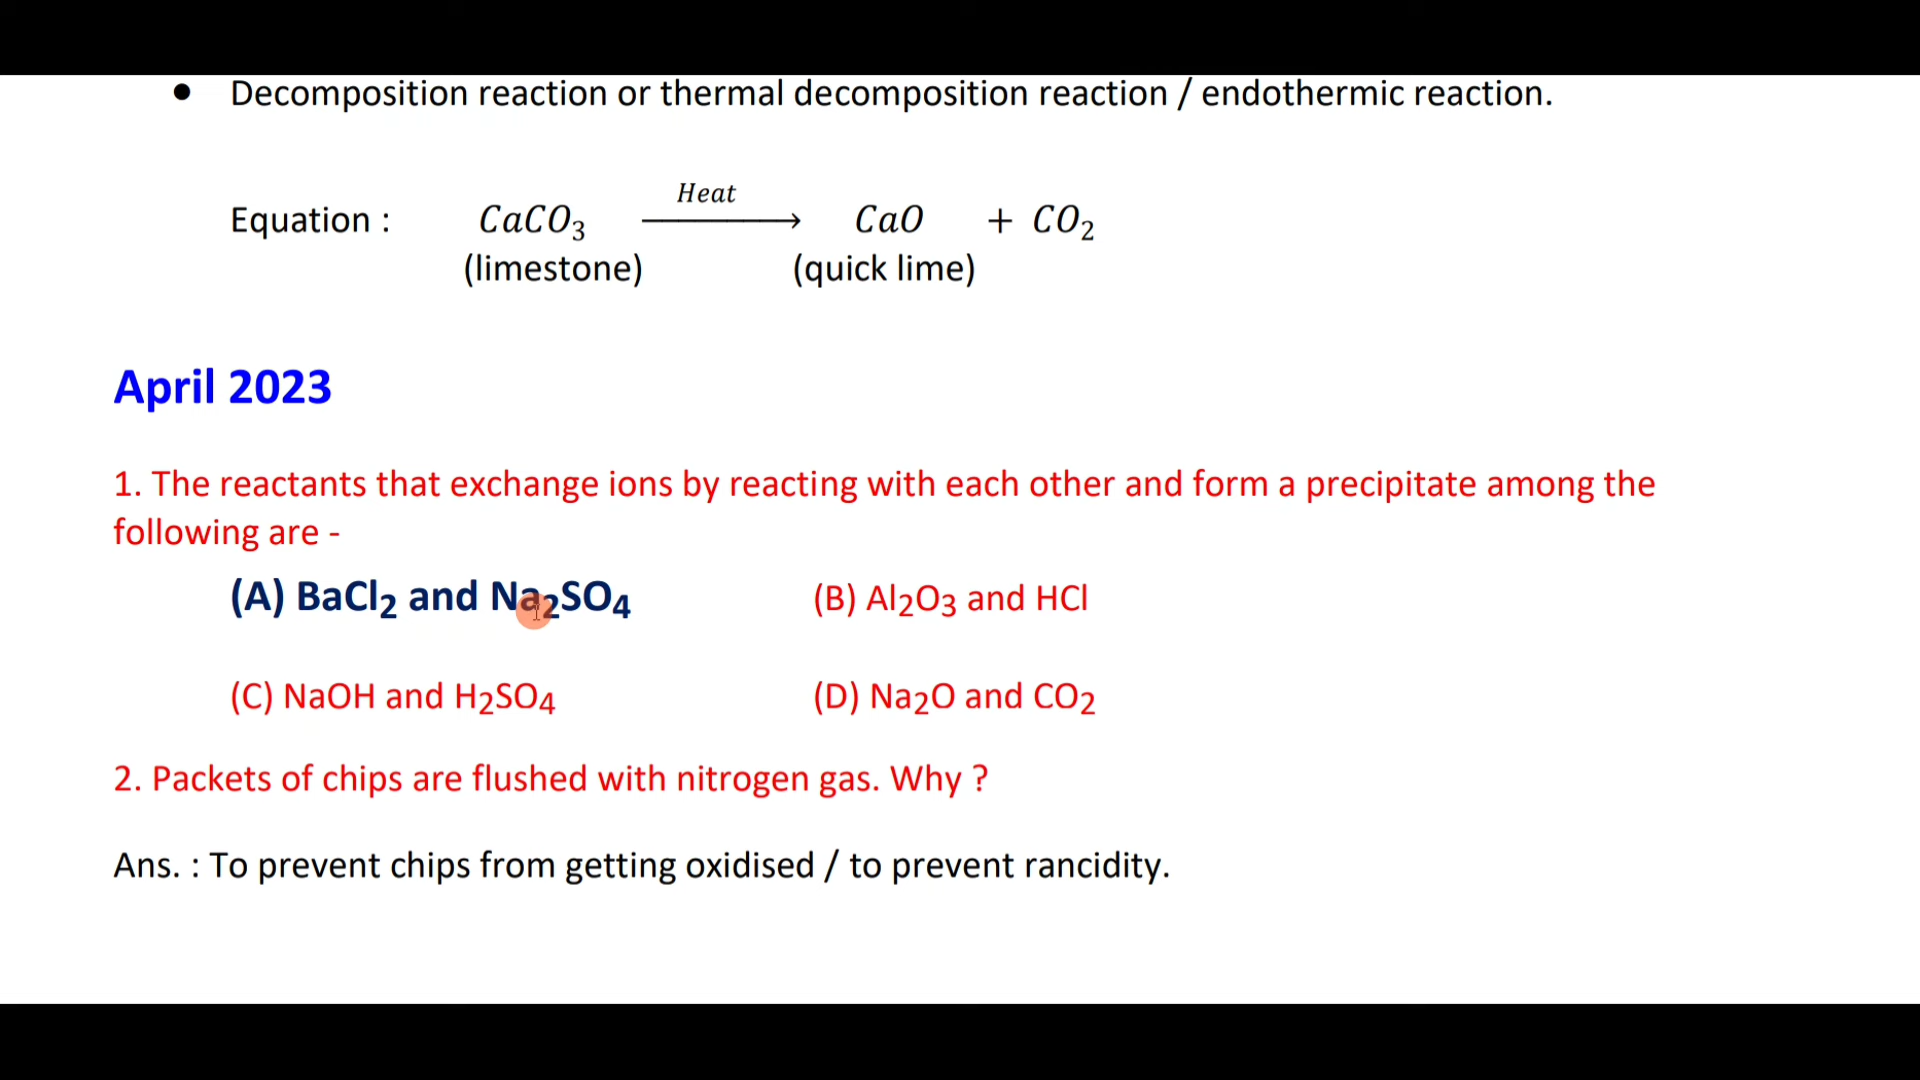 • Decomposition reaction or thermal decomposition reaction / endothermic reaction.
Heat
Equation : CaCO₃ ⟶ CaO + CO₂
(limestone) (quick lime)
April 2023
1. The reactants that exchange ions by reacting with each other and form a precipitate among the
following are -
(A) BaCl₂ and Na₂SO₄ (B) Al₂O₃ and HCl
(C) NaOH and H₂SO₄ (D) Na₂O and CO₂
2. Packets of chips are flushed with nitrogen gas. Why ?
Ans. : To prevent chips from getting oxidised / to prevent rancidity.